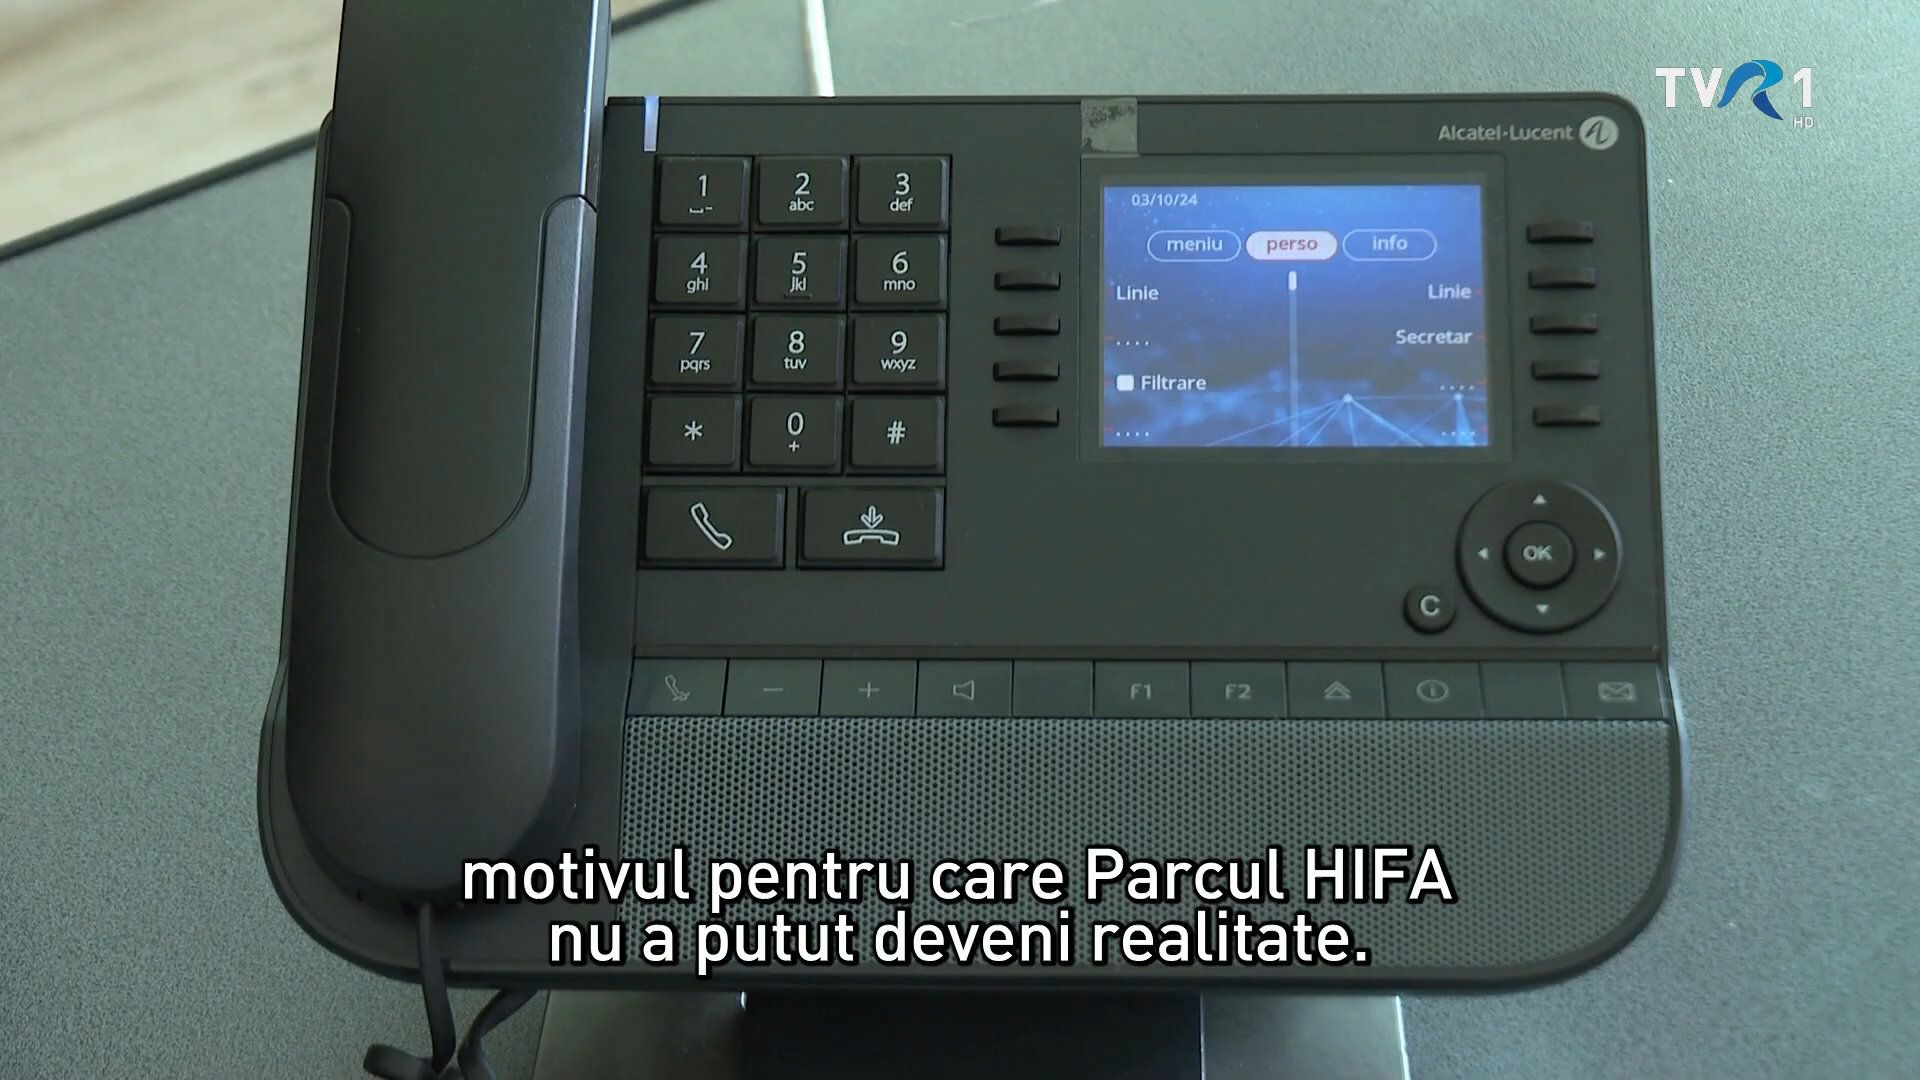 TVR1
HD
Alcatel-Lucent
03/10/24
meniu perso info
Linie Linie
.... Secretar
Filtrare ....
.... ....
1 2 abc 3 def
4 ghi 5 jkl 6 mno
7 pqrs 8 tuv 9 wxyz
* 0 + #
OK
C
F1 F2
motivul pentru care Parcul HIFA
nu a putut deveni realitate.